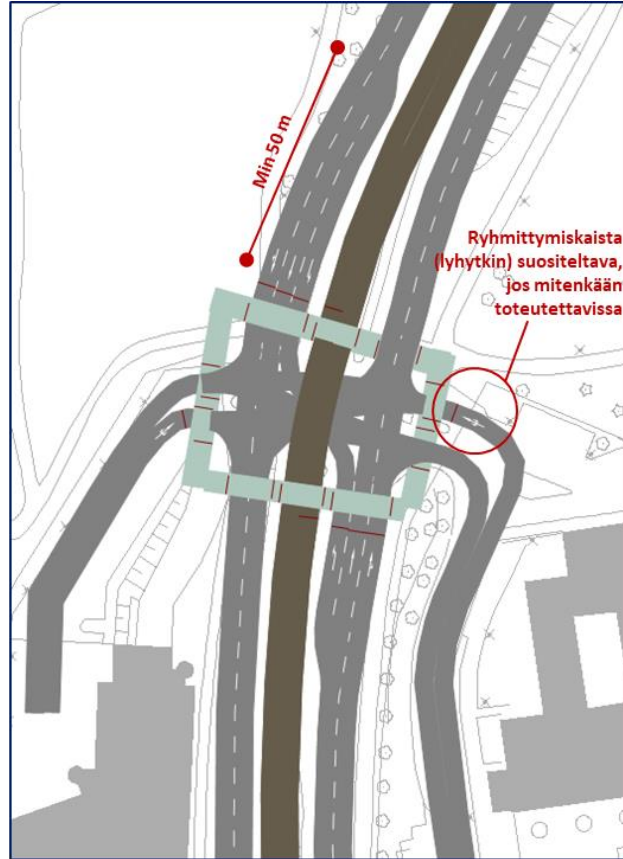 Min 50 m
Ryhmittymiskaista
(lyhytkin) suositeltava,
jos mitenkään
toteutettavissa